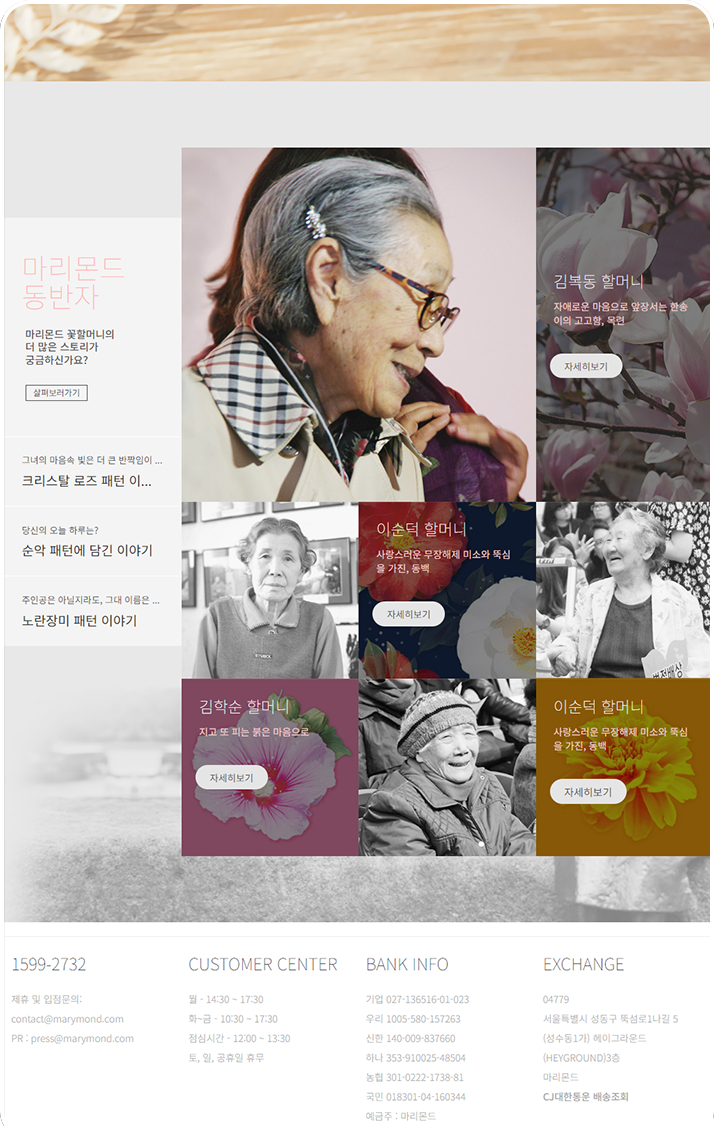 마리몬드
동반자
마리몬드 꽃할머니의
더 많은 스토리가
궁금하신가요?
살펴보러가기
그녀의 마음속 빛은 더 큰 반짝임이 ...
크리스탈 로즈 패턴 이...
당신의 오늘 하루는?
순악 패턴에 담긴 이야기
주인공은 아닐지라도, 그대 이름은 ...
노란장미 패턴 이야기
김복동 할머니
자애로운 마음으로 앞장서는 한송
이의 고고함, 목련
자세히보기
이순덕 할머니
사랑스러운 무장해제 미소와 뚝심
을 가진, 동백
자세히보기
김학순 할머니
지고 또 피는 붉은 마음으로
자세히보기
이순덕 할머니
사랑스러운 무장해제 미소와 뚝심
을 가진, 동백
자세히보기
1599-2732
제휴 및 입점문의:
contact@marymond.com
PR : press@marymond.com
CUSTOMER CENTER
월 - 14:30 ~ 17:30
화~금 - 10:30 ~ 17:30
점심시간 - 12:00 ~ 13:30
토, 일, 공휴일 휴무
BANK INFO
기업 027-136516-01-023
우리 1005-580-157263
신한 140-009-837660
하나 353-910025-48504
농협 301-0222-1738-81
국민 018301-04-160344
예금주 : 마리몬드
EXCHANGE
04779
서울특별시 성동구 뚝섬로1나길 5
(성수동1가) 헤이그라운드
(HEYGROUND)3층
마리몬드
CJ대한통운 배송조회